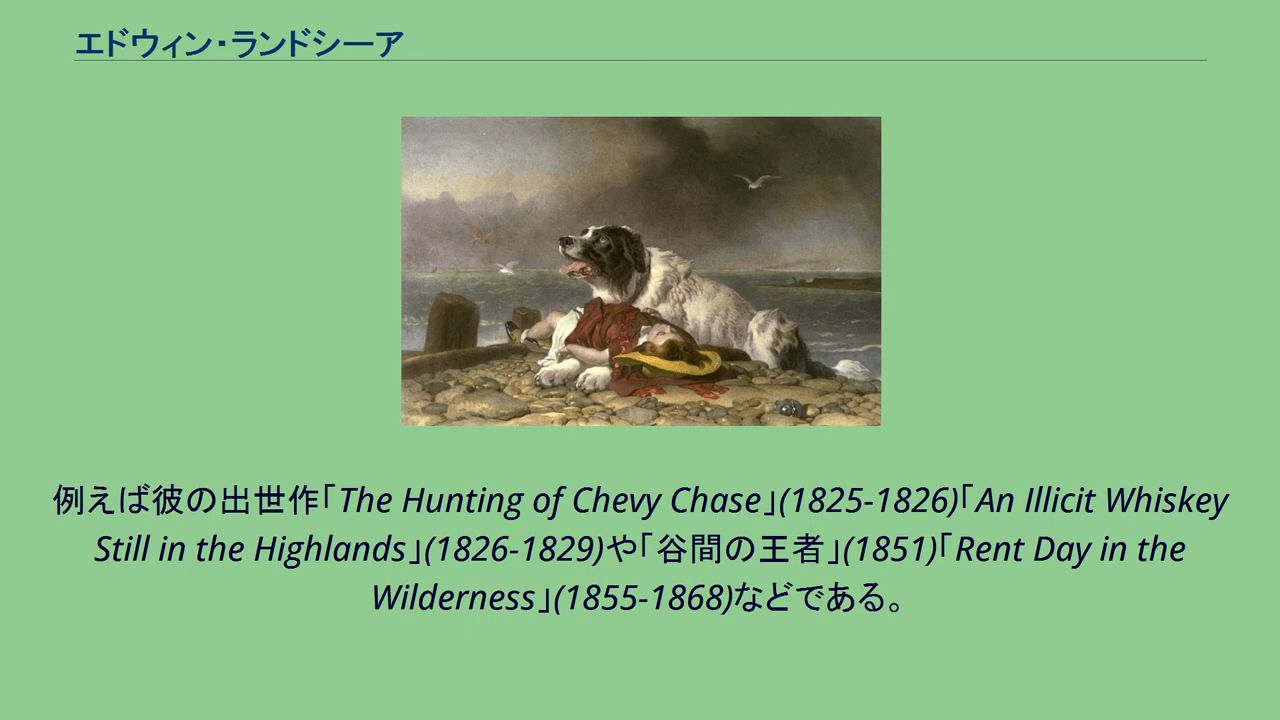 エドウィン・ランドシーア
例えば彼の出世作「The Hunting of Chevy Chase」(1825-1826)「An Illicit Whiskey
Still in the Highlands」(1826-1829)や「谷間の王者」(1851)「Rent Day in the
Wilderness」(1855-1868)などである。